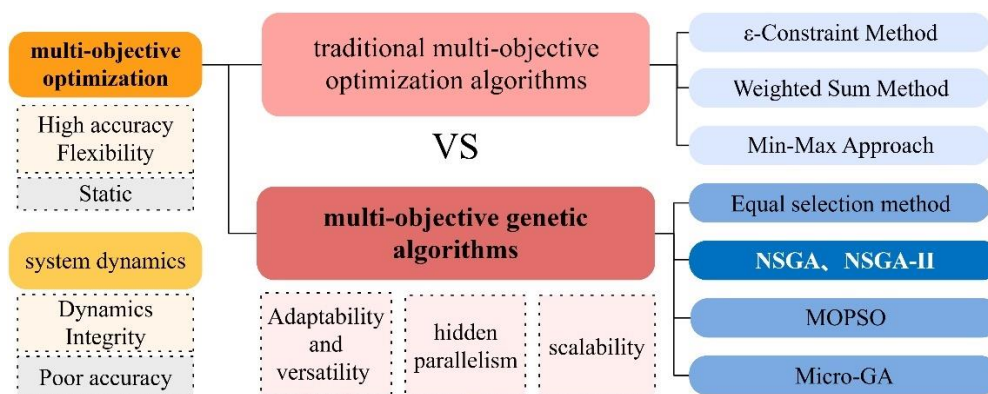 multi-objective
optimization
High accuracy
Flexibility
Static
system dynamics
Dynamics
Integrity
Poor accuracy
traditional multi-objective
optimization algorithms
VS
multi-objective genetic
algorithms
Adaptability
and
versatility
hidden
parallelism
scalability
ε-Constraint Method
Weighted Sum Method
Min-Max Approach
Equal selection method
NSGA、NSGA-II
MOPSO
Micro-GA